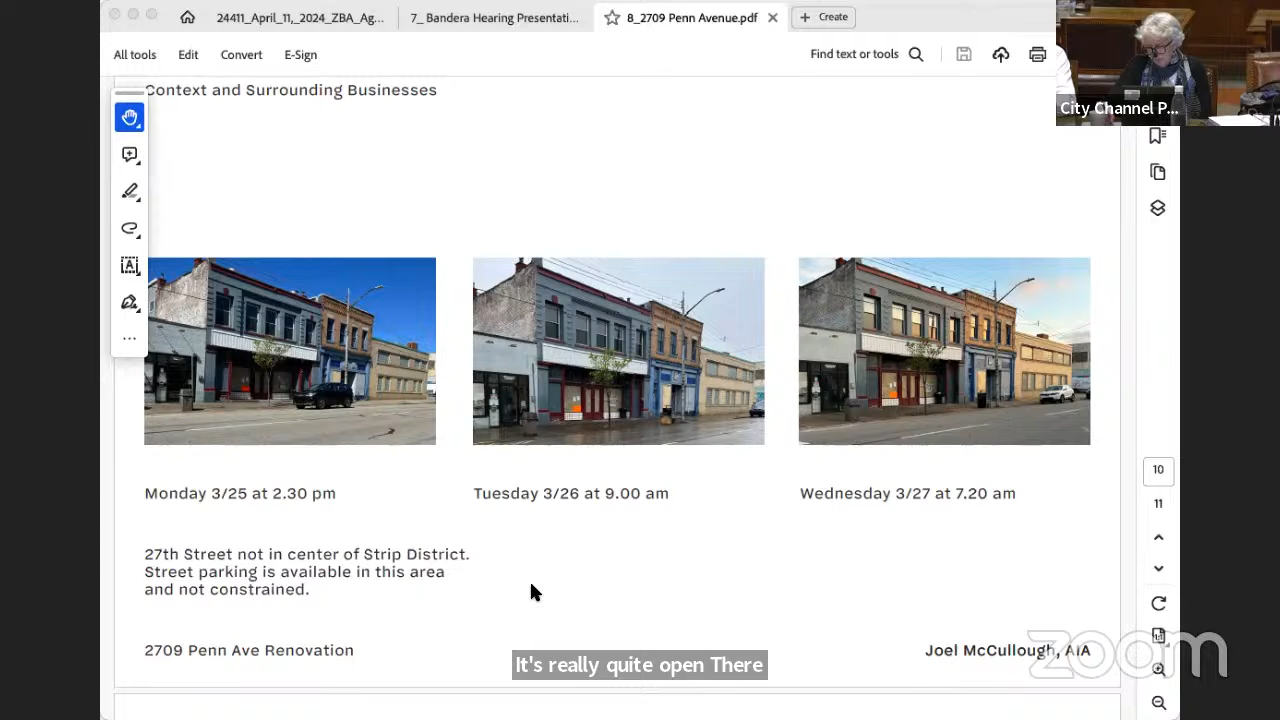 24411_April_11,_2024_ZBA_Ag...
7_ Bandera Hearing Presentati...
8_2709 Penn Avenue.pdf
Create
All tools
Edit
Convert
E-Sign
Find text or tools
City Channel P...
Context and Surrounding Businesses
Monday 3/25 at 2.30 pm
Tuesday 3/26 at 9.00 am
Wednesday 3/27 at 7.20 am
10
11
27th Street not in center of Strip District.
Street parking is available in this area
and not constrained.
2709 Penn Ave Renovation
Joel McCullough, AIA
It's really quite open There
zoom